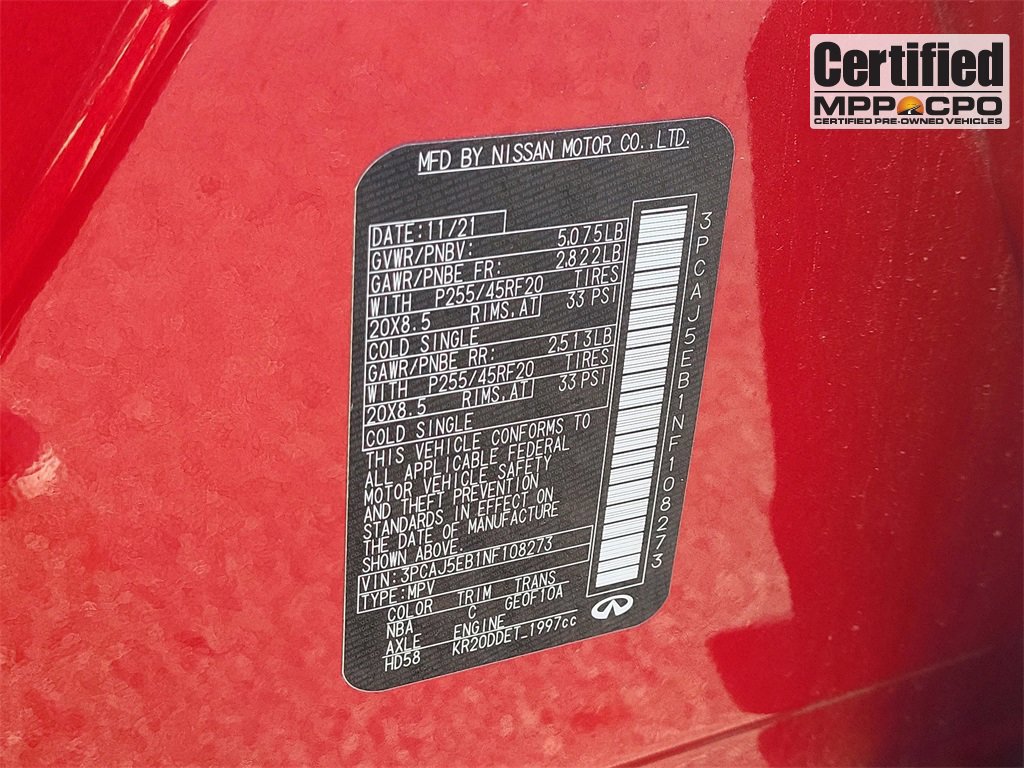 Certified
MPP CPO
CERTIFIED PRE-OWNED VEHICLES
MFD BY NISSAN MOTOR CO.,LTD.
DATE:11/21
GVWR/PNBV: 5,075LB
GAWR/PNBE FR: 2,822LB
WITH P255/45RF20 TIRES
20X8.5 RIMS,AT 33 PSI
COLD SINGLE
GAWR/PNBE RR: 2,513LB
WITH P255/45RF20 TIRES
20X8.5 RIMS,AT 33 PSI
COLD SINGLE
THIS VEHICLE CONFORMS TO
ALL APPLICABLE FEDERAL
MOTOR VEHICLE SAFETY
AND THEFT PREVENTION
STANDARDS IN EFFECT ON
THE DATE OF MANUFACTURE
SHOWN ABOVE.
VIN:3PCAJ5EB1NF108273
TYPE:MPV
COLOR TRIM TRANS
NBA C GE0F10A
AXLE ENGINE
HD58 KR20DDET 1997cc
3PCAJ5EB1NF108273